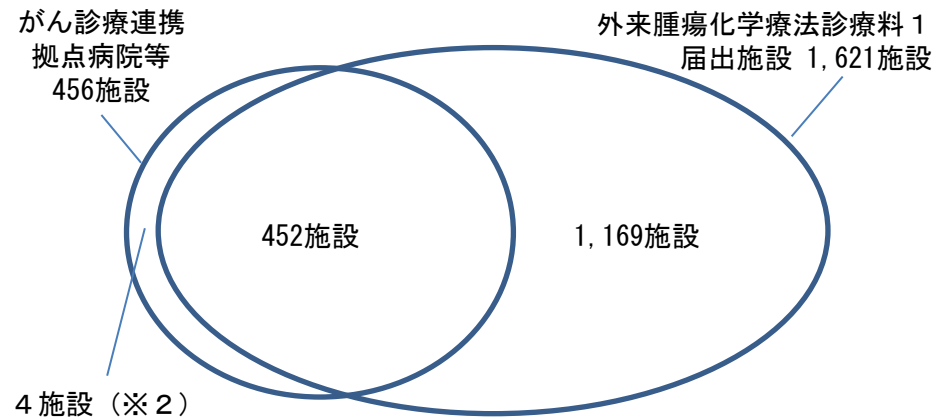 がん診療連携
拠点病院等
456施設
外来腫瘍化学療法診療料１
届出施設 1,621施設
452施設
1,169施設
４施設（※２）